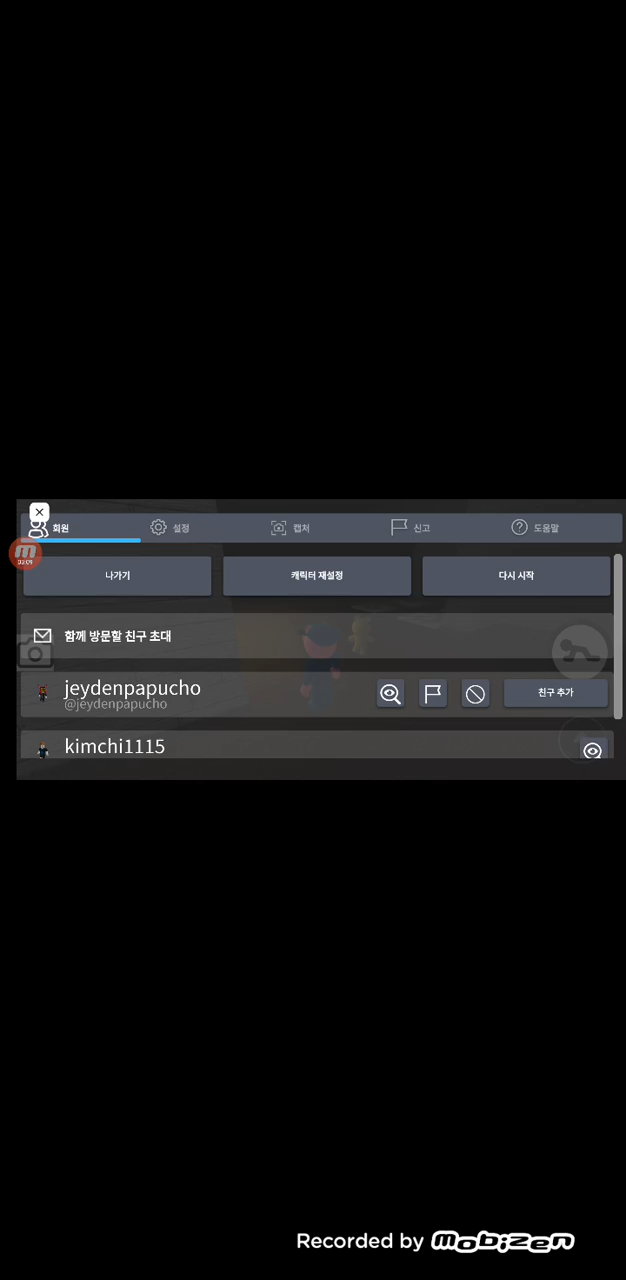 회원
설정
캡처
신고
도움말
03:09
나가기
캐릭터 재설정
다시 시작
함께 방문할 친구 초대
jeydenpapucho
@jeydenpapucho
친구 추가
kimchi1115
Recorded by mobizen